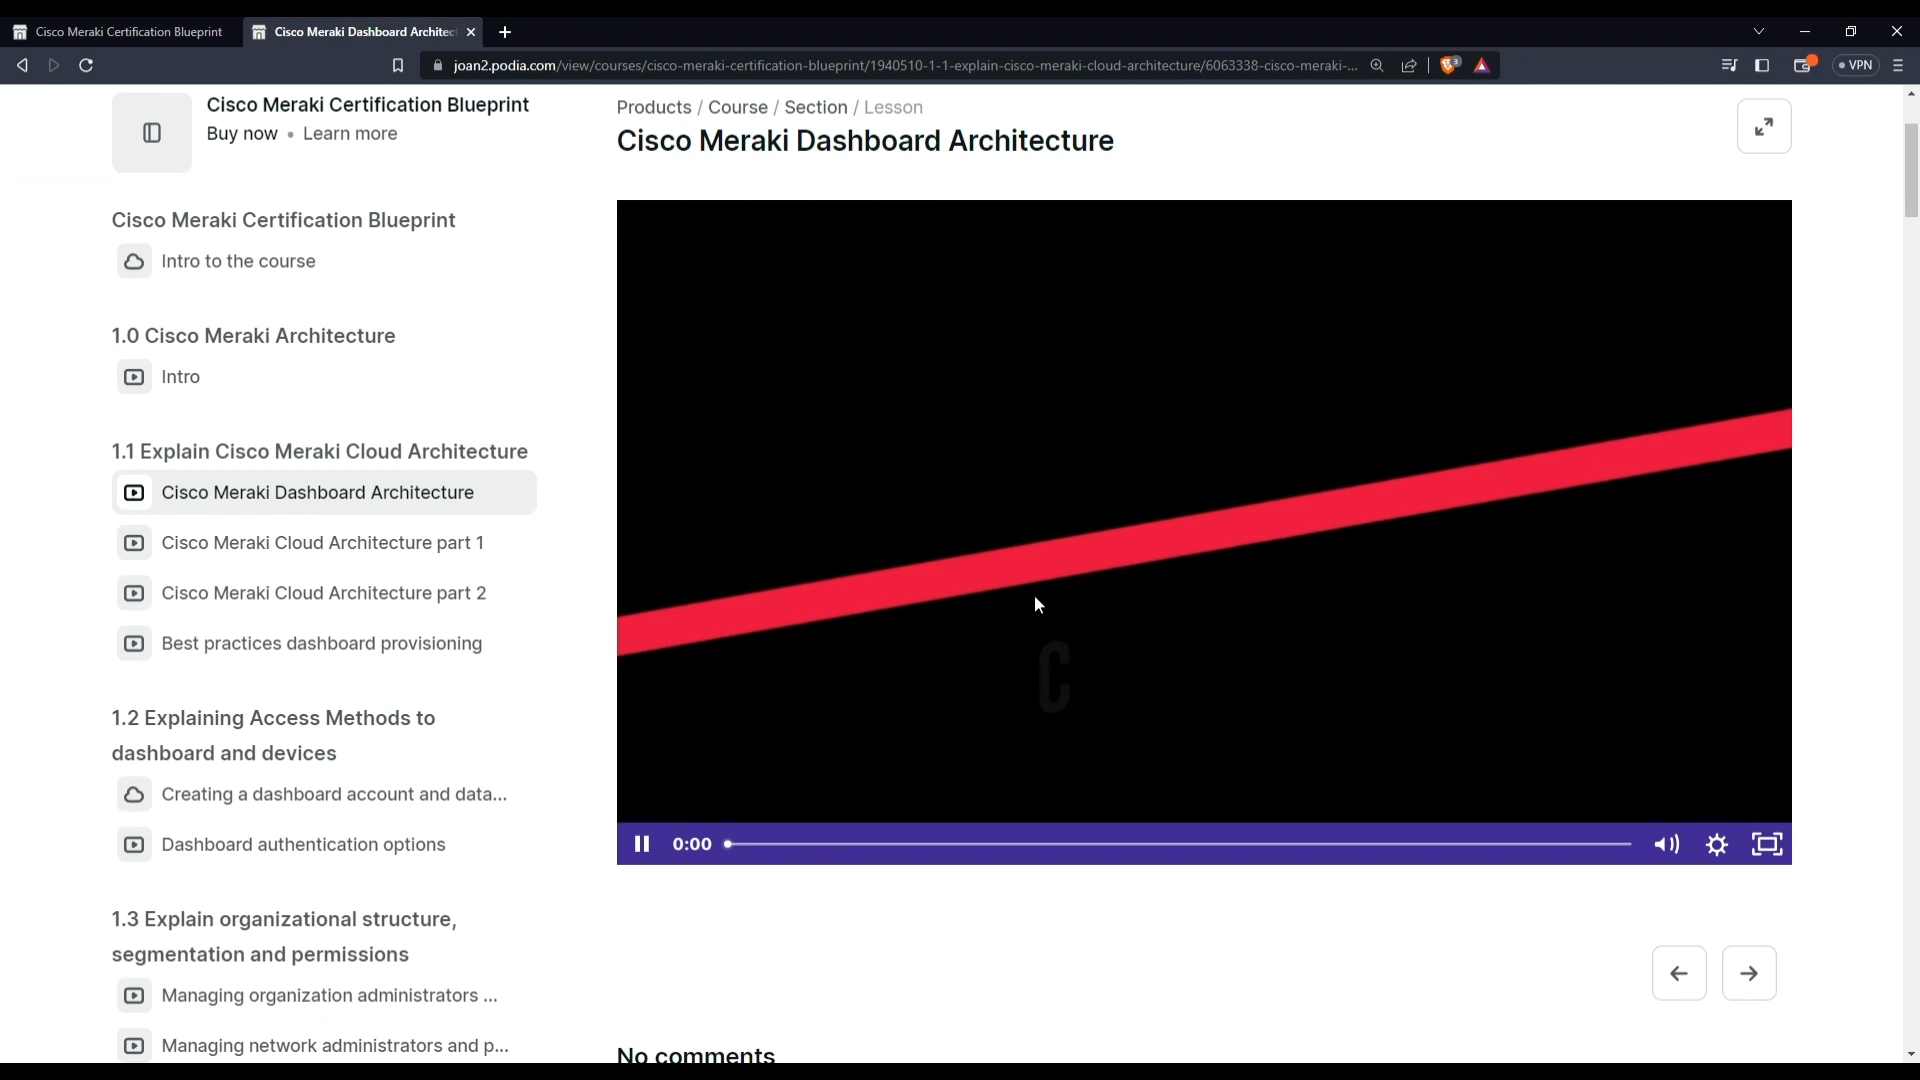 Cisco Meraki Certification Blueprint
Cisco Meraki Dashboard Architec
VPN
joan2.podia.com/view/courses/cisco-meraki-certification-blueprint/1940510-1-1-explain-cisco-meraki-cloud-architecture/6063338-cisco-meraki-...
3
Cisco Meraki Certification Blueprint
Buy now • Learn more
Products / Course / Section / Lesson
Cisco Meraki Dashboard Architecture
Cisco Meraki Certification Blueprint
Intro to the course
1.0 Cisco Meraki Architecture
Intro
1.1 Explain Cisco Meraki Cloud Architecture
Cisco Meraki Dashboard Architecture
Cisco Meraki Cloud Architecture part 1
Cisco Meraki Cloud Architecture part 2
Best practices dashboard provisioning
1.2 Explaining Access Methods to
dashboard and devices
Creating a dashboard account and data...
Dashboard authentication options
1.3 Explain organizational structure,
segmentation and permissions
Managing organization administrators ...
Managing network administrators and p...
C
0:00
No comments